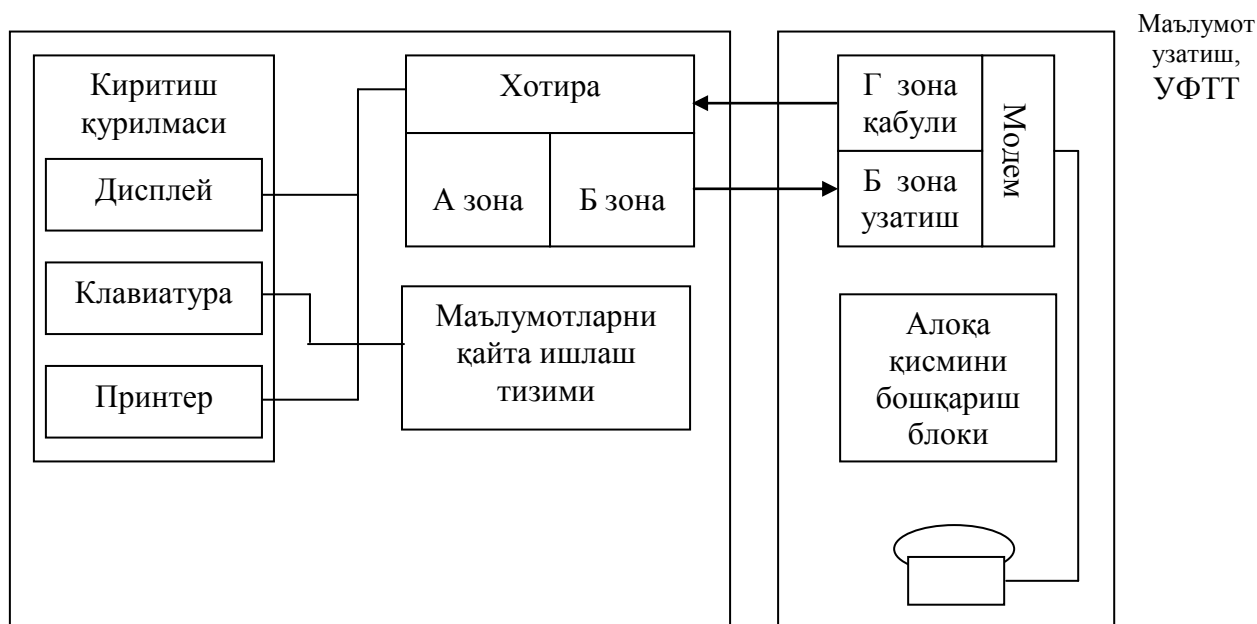 Маълумот
узатиш,
УФТТ
Киритиш
қурилмаси
Дисплей
Клавиатура
Принтер
Хотира
А зона
Б зона
Маълумотларни
қайта ишлаш
тизими
Г зона
қабули
Б зона
узатиш
Модем
Алоқа
қисмини
бошқариш
блоки